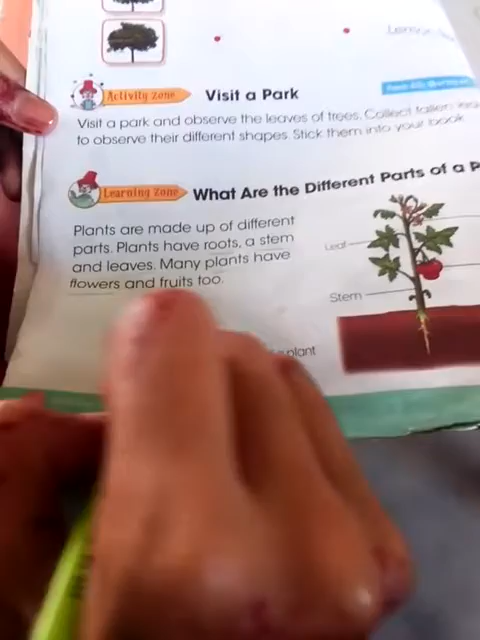 Activity Zone Visit a Park
Visit a park and observe the leaves of trees. Collect fallen
to observe their different shapes. Stick them into your book
Learning Zone What Are the Different Parts of a
Plants are made up of different
parts. Plants have roots, a stem
and leaves. Many plants have
flowers and fruits too.
Leaf
Stem
plant